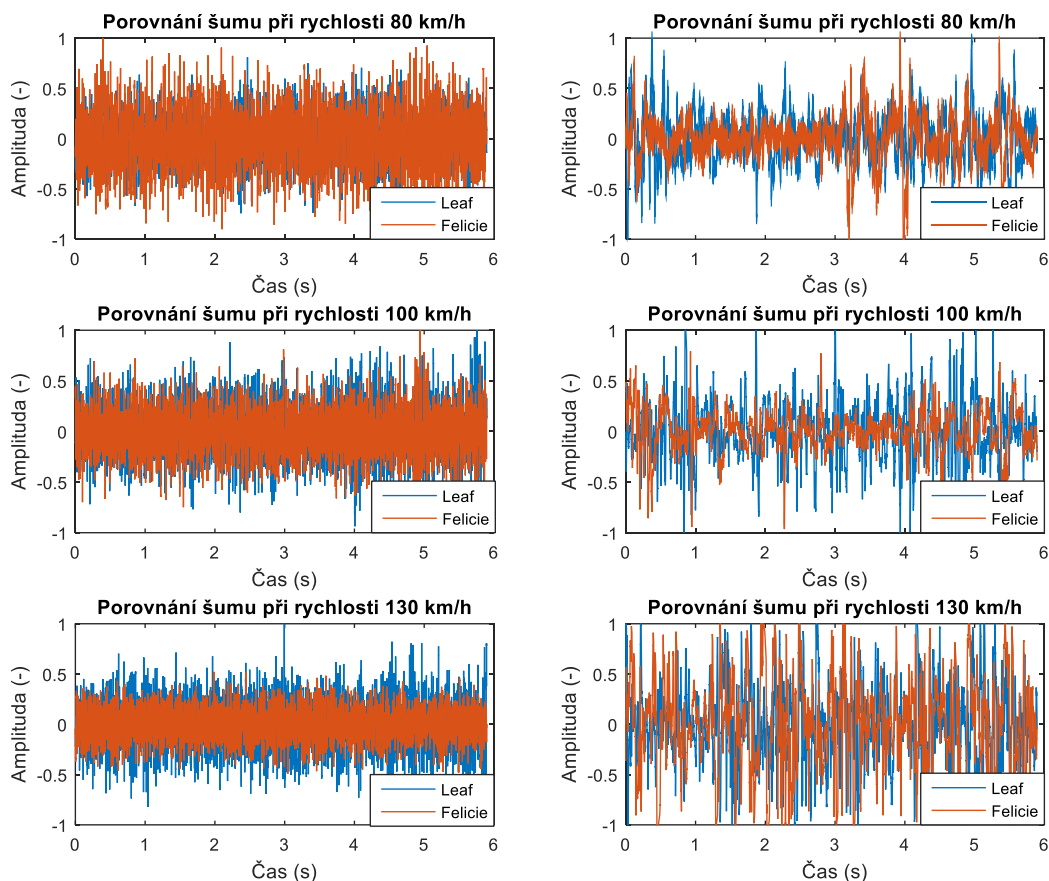 Porovnání šumu při rychlosti 80 km/h
1
0.5
0
-0.5
-1
Amplituda (-)
Leaf
Felicie
0 1 2 3 4 5 6
Čas (s)
Porovnání šumu při rychlosti 80 km/h
1
0.5
0
-0.5
-1
Amplituda (-)
Leaf
Felicie
0 1 2 3 4 5 6
Čas (s)
Porovnání šumu při rychlosti 100 km/h
1
0.5
0
-0.5
-1
Amplituda (-)
Leaf
Felicie
0 1 2 3 4 5 6
Čas (s)
Porovnání šumu při rychlosti 100 km/h
1
0.5
0
-0.5
-1
Amplituda (-)
Leaf
Felicie
0 1 2 3 4 5 6
Čas (s)
Porovnání šumu při rychlosti 130 km/h
1
0.5
0
-0.5
-1
Amplituda (-)
Leaf
Felicie
0 1 2 3 4 5 6
Čas (s)
Porovnání šumu při rychlosti 130 km/h
1
0.5
0
-0.5
-1
Amplituda (-)
Leaf
Felicie
0 1 2 3 4 5 6
Čas (s)